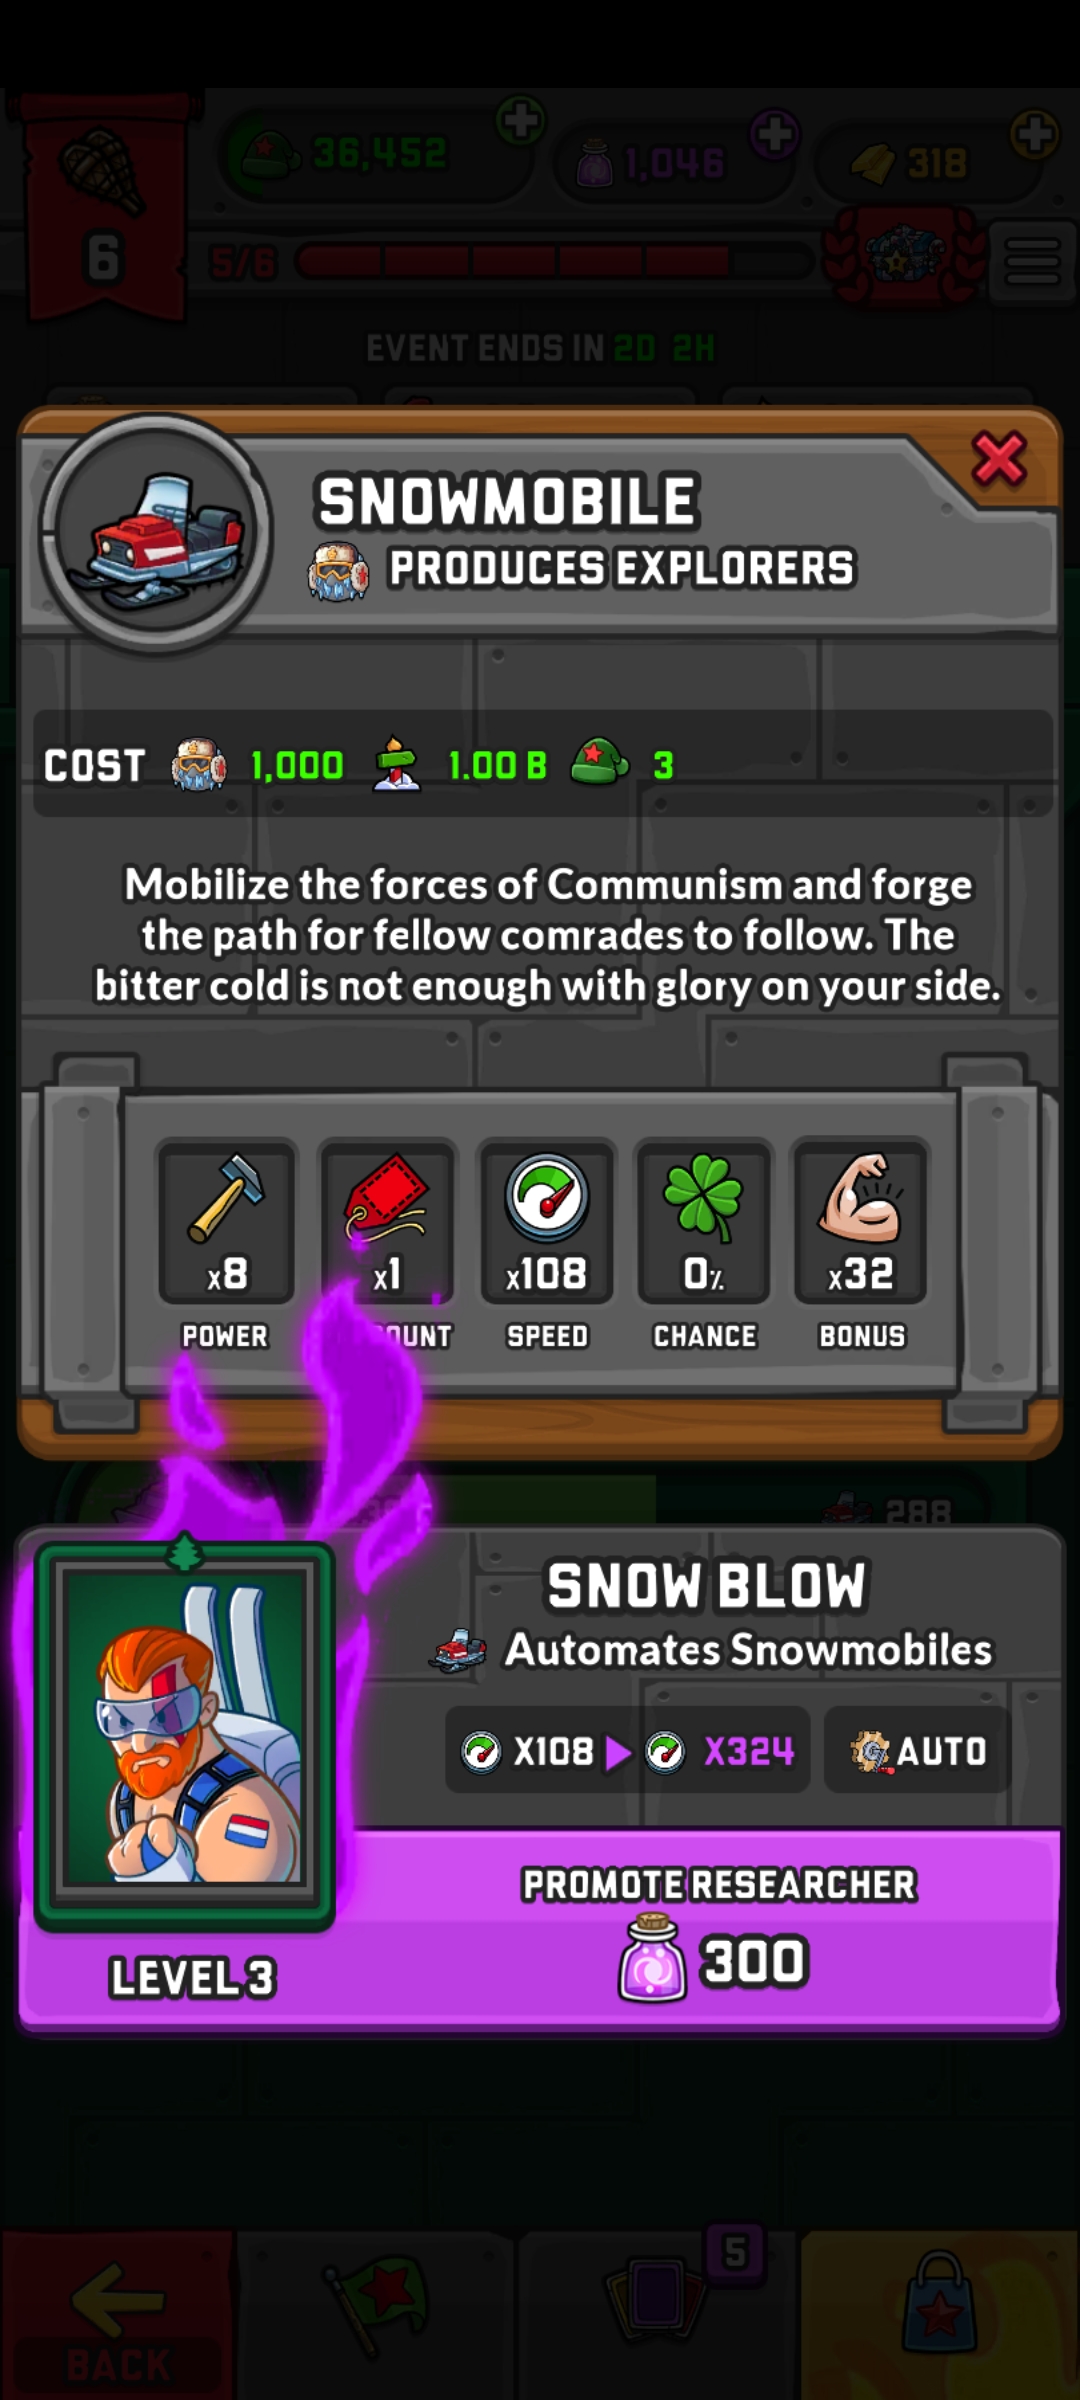 36,452
1,046
318
6
5/6
EVENT ENDS IN 2D 2H
SNOWMOBILE
PRODUCES EXPLORERS
COST 1,000 1.00 B 3
Mobilize the forces of Communism and forge
the path for fellow comrades to follow. The
bitter cold is not enough with glory on your side.
x8 x1 x108 0% x32
POWER OUNT SPEED CHANCE BONUS
288
SNOW BLOW
Automates Snowmobiles
X108 X324 AUTO
PROMOTE RESEARCHER
300
LEVEL 3
5
BACK